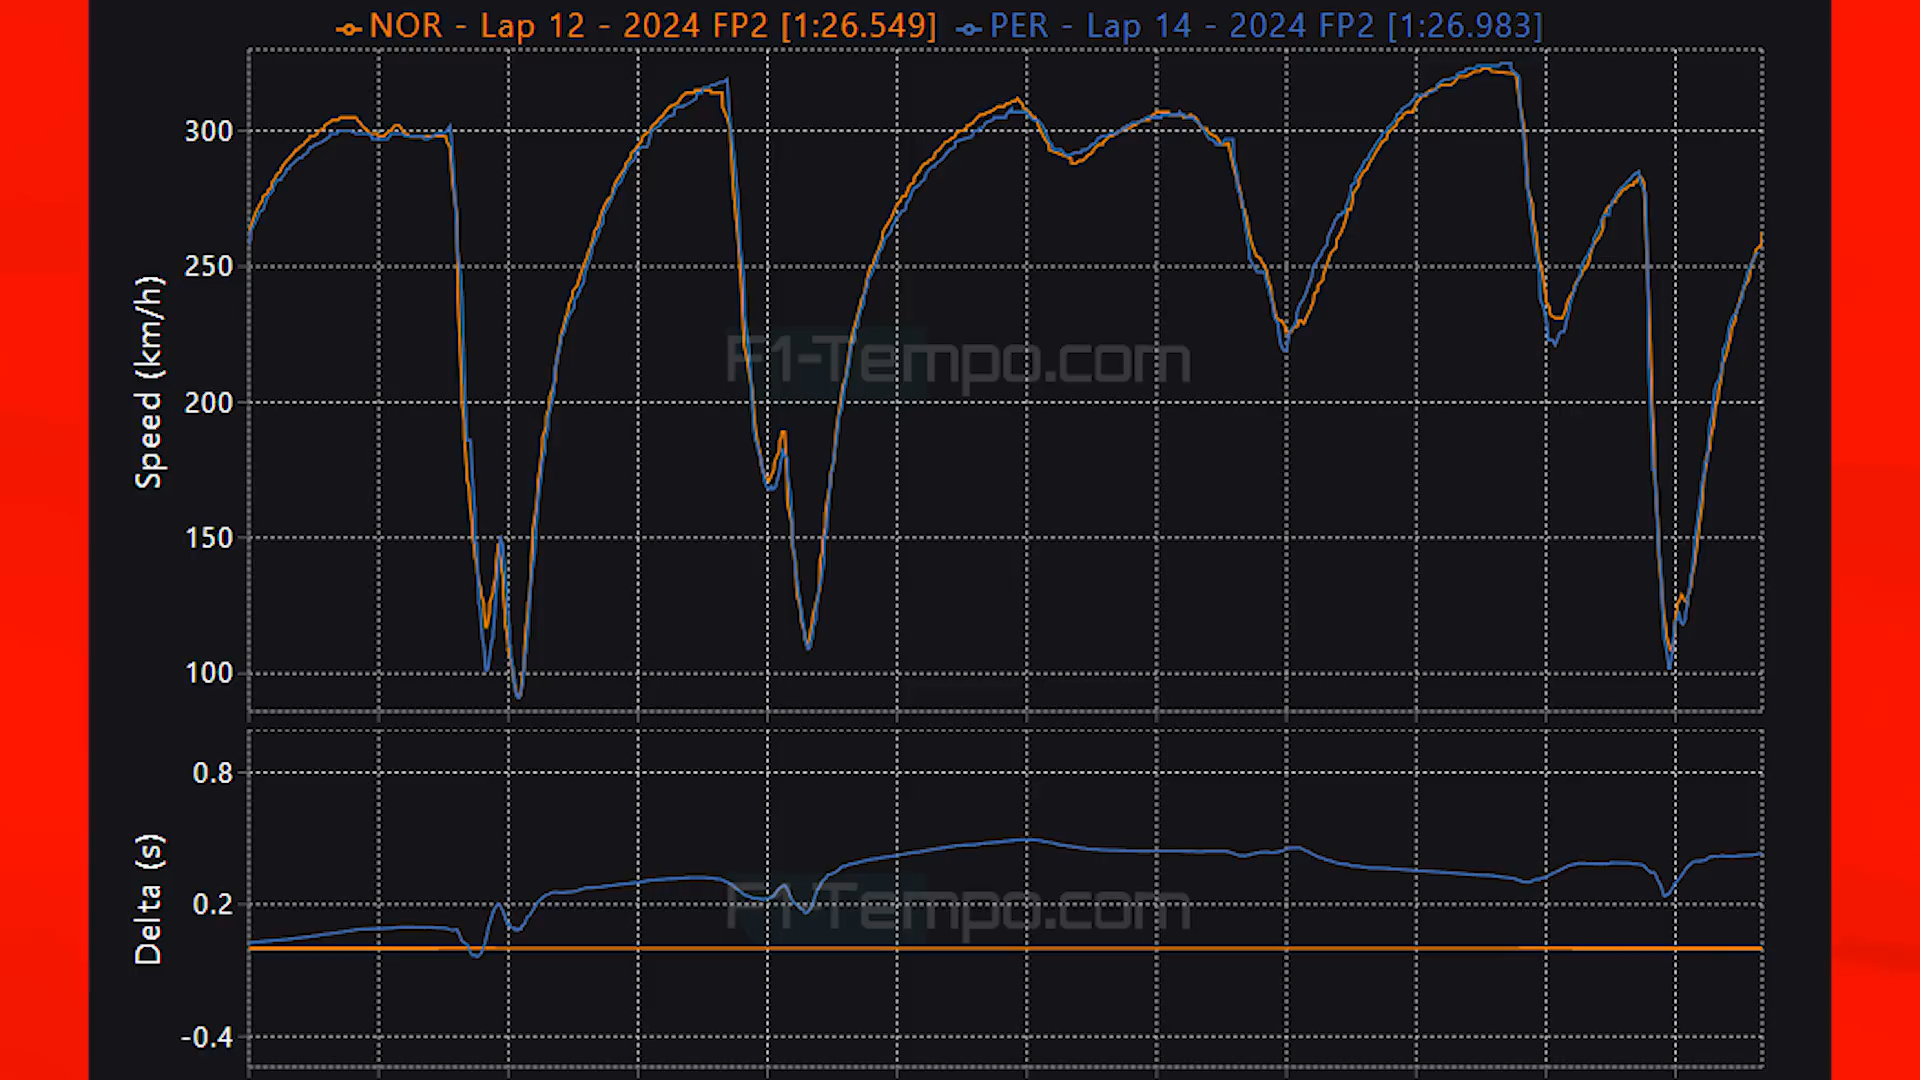 NOR - Lap 12 - 2024 FP2 [1:26.549] PER - Lap 14 - 2024 FP2 [1:26.983]
300
250
200
150
100
Speed (km/h)
F1-Tempo.com
0.8
0.2
-0.4
Delta (s)
F1-Tempo.com